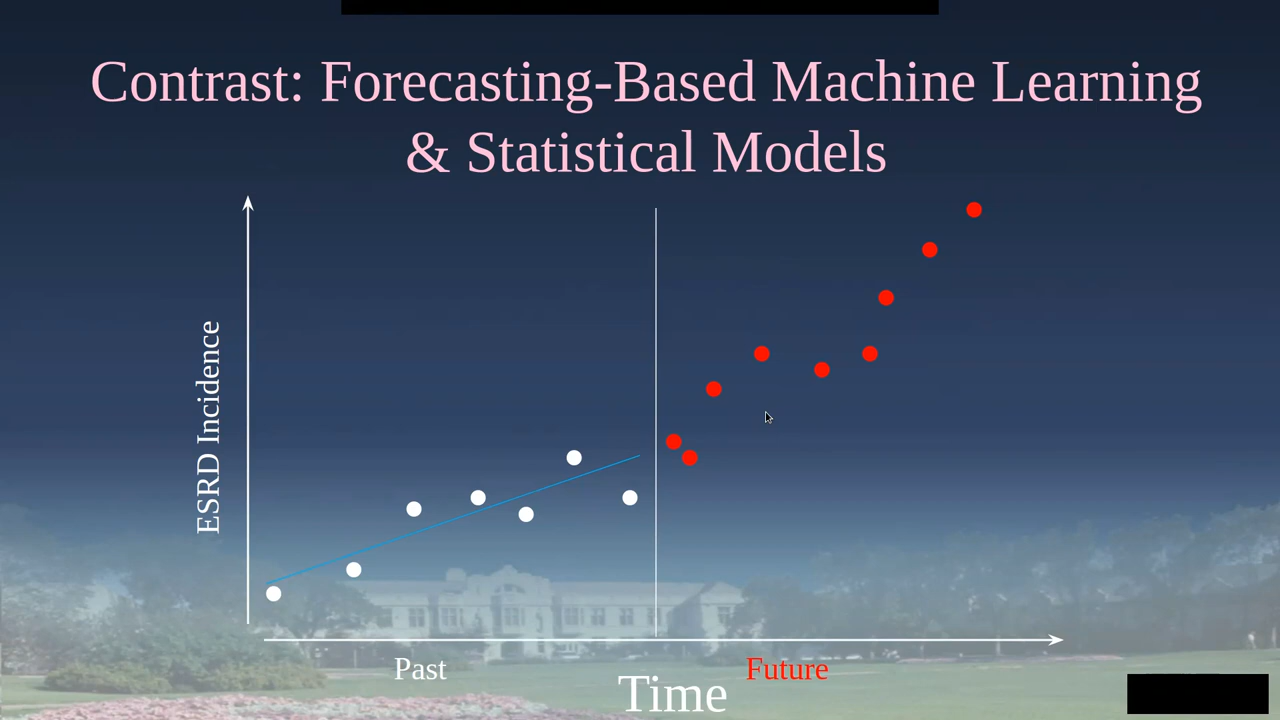 Contrast: Forecasting-Based Machine Learning
& Statistical Models
ESRD Incidence
Past
Future
Time